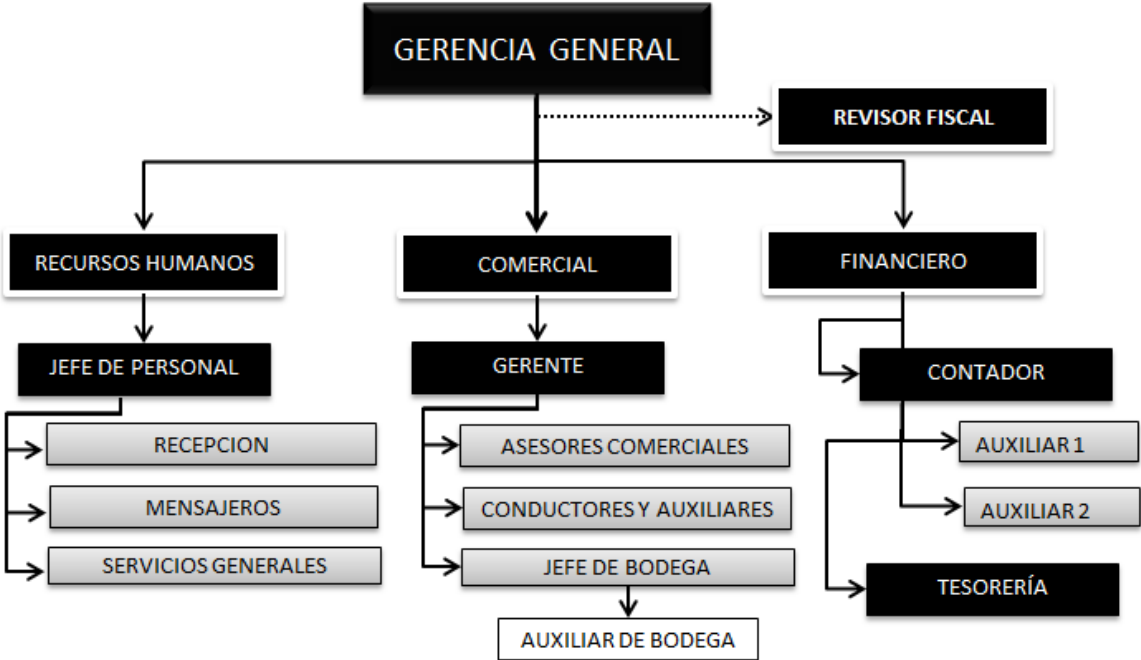 GERENCIA GENERAL
REVISOR FISCAL
RECURSOS HUMANOS
COMERCIAL
FINANCIERO
JEFE DE PERSONAL
GERENTE
CONTADOR
RECEPCION
ASESORES COMERCIALES
AUXILIAR 1
MENSAJEROS
CONDUCTORES Y AUXILIARES
AUXILIAR 2
SERVICIOS GENERALES
JEFE DE BODEGA
TESORERÍA
AUXILIAR DE BODEGA